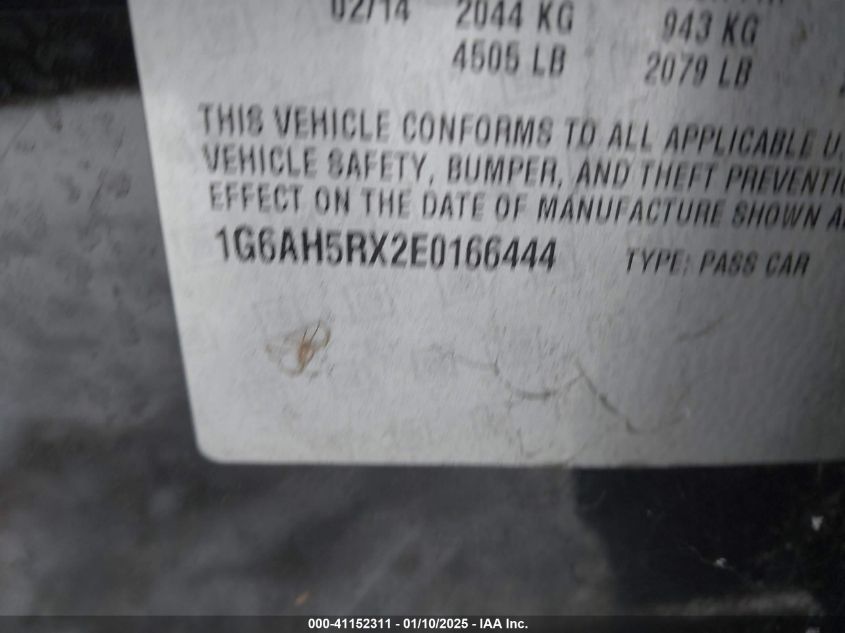 02/14 2044 KG 943 KG
4505 LB 2079 LB
THIS VEHICLE CONFORMS TO ALL APPLICABLE U.
VEHICLE SAFETY, BUMPER, AND THEFT PREVENTI
EFFECT ON THE DATE OF MANUFACTURE SHOWN A
1G6AH5RX2E0166444 TYPE: PASS CAR
000-41152311 - 01/10/2025 - IAA Inc.